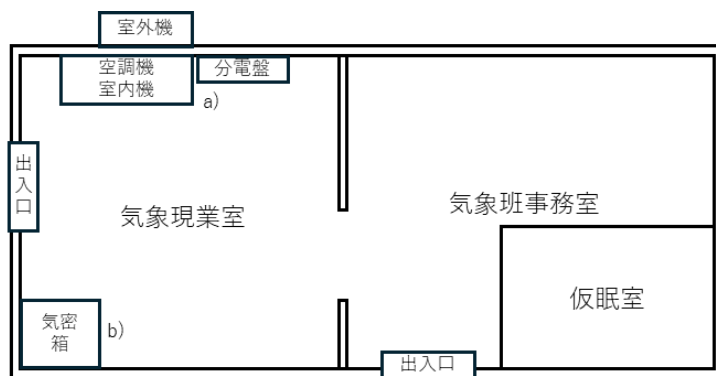 室外機
空調機
室内機
分電盤
a)
出
入
口
気象現業室
気象班事務室
仮眠室
気密
箱
b)
出入口